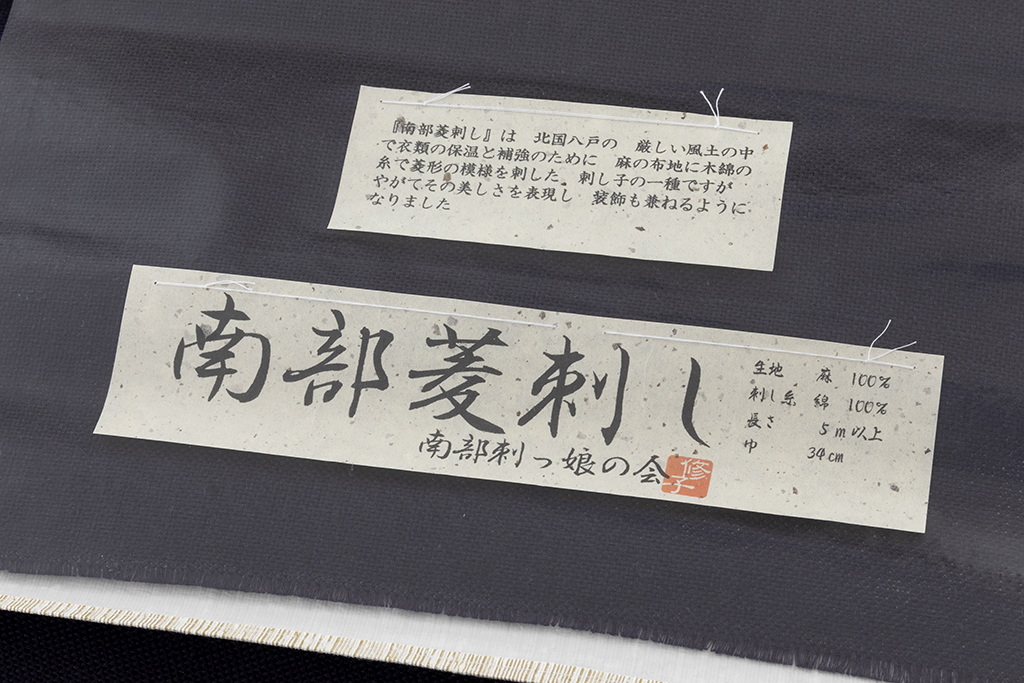 『南部菱刺し』は　北国八戸の　厳しい風土の中
で衣類の保温と補強のために　麻の布地に木綿の
糸で菱形の模様を刺した。刺し子の一種ですが
やがてその美しさを表現し　装飾も兼ねるように
なりました
南部菱刺し
南部刺っ娘の会
修子
生地　麻　100%
刺し糸　綿　100%
長さ　5m以上
巾　34cm